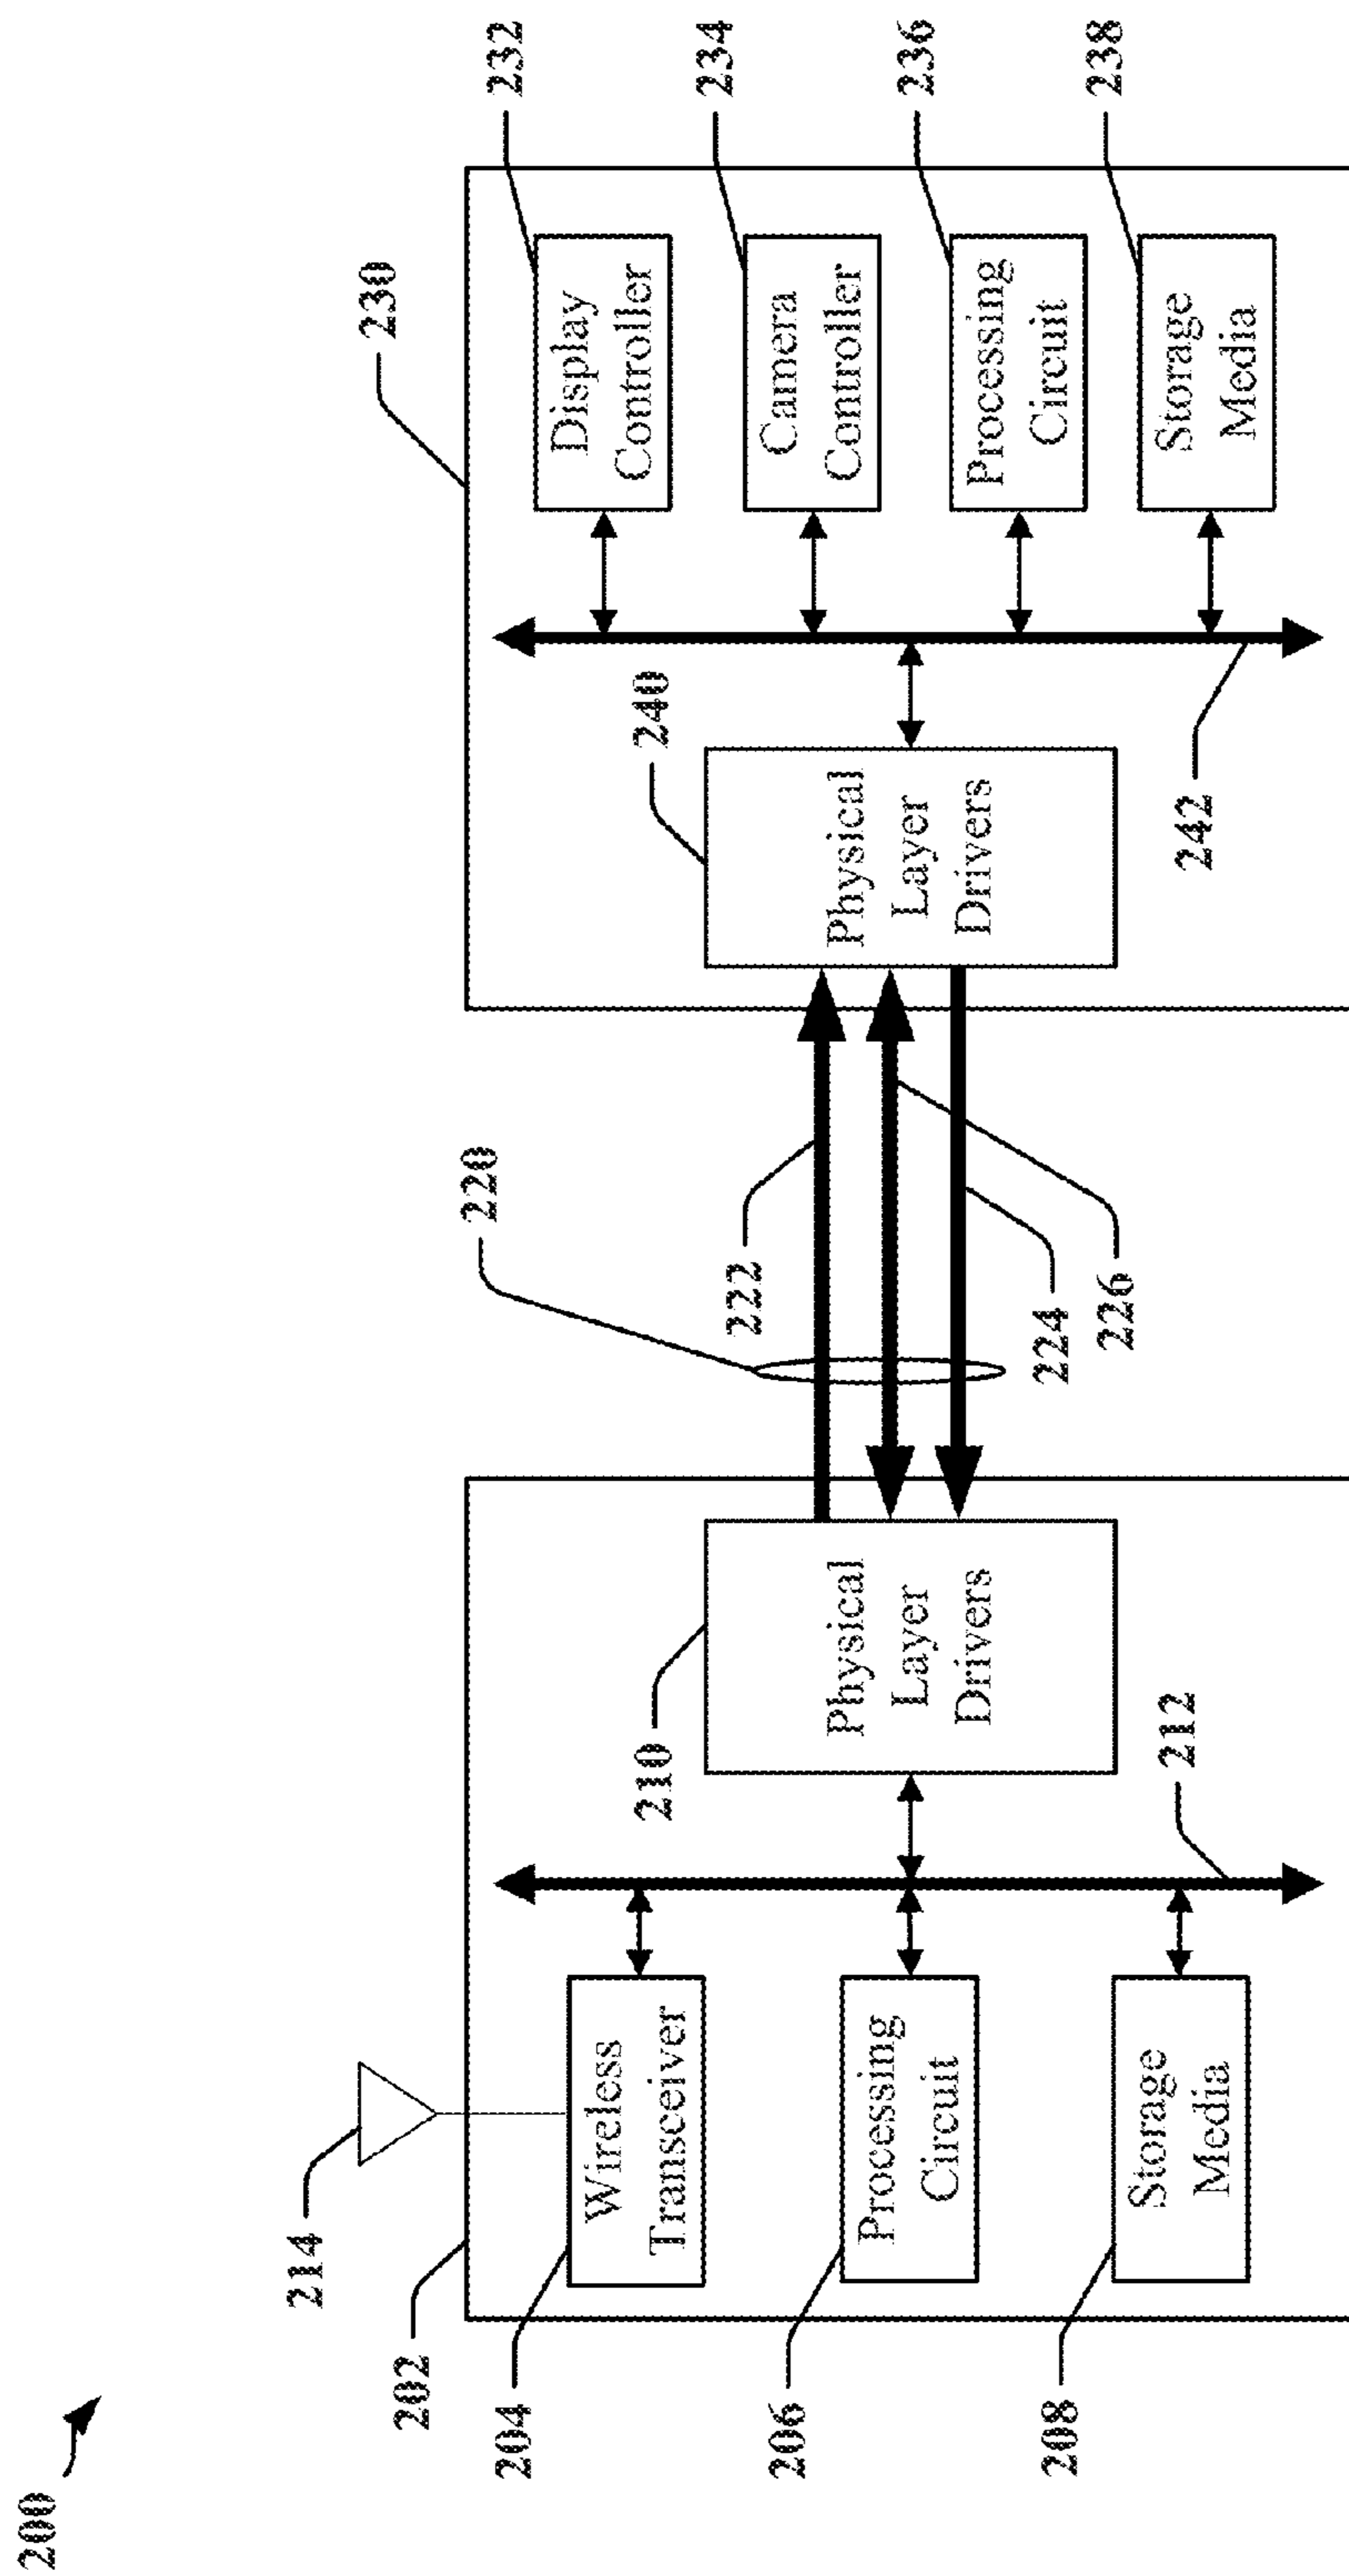 200
214
202
204
Wireless
Transceiver
206
Processing
Circuit
208
Storage
Media
210
Physical
Layer
Drivers
212
220
222
224
226
230
240
Physical
Layer
Drivers
242
232
Display
Controller
234
Camera
Controller
236
Processing
Circuit
238
Storage
Media